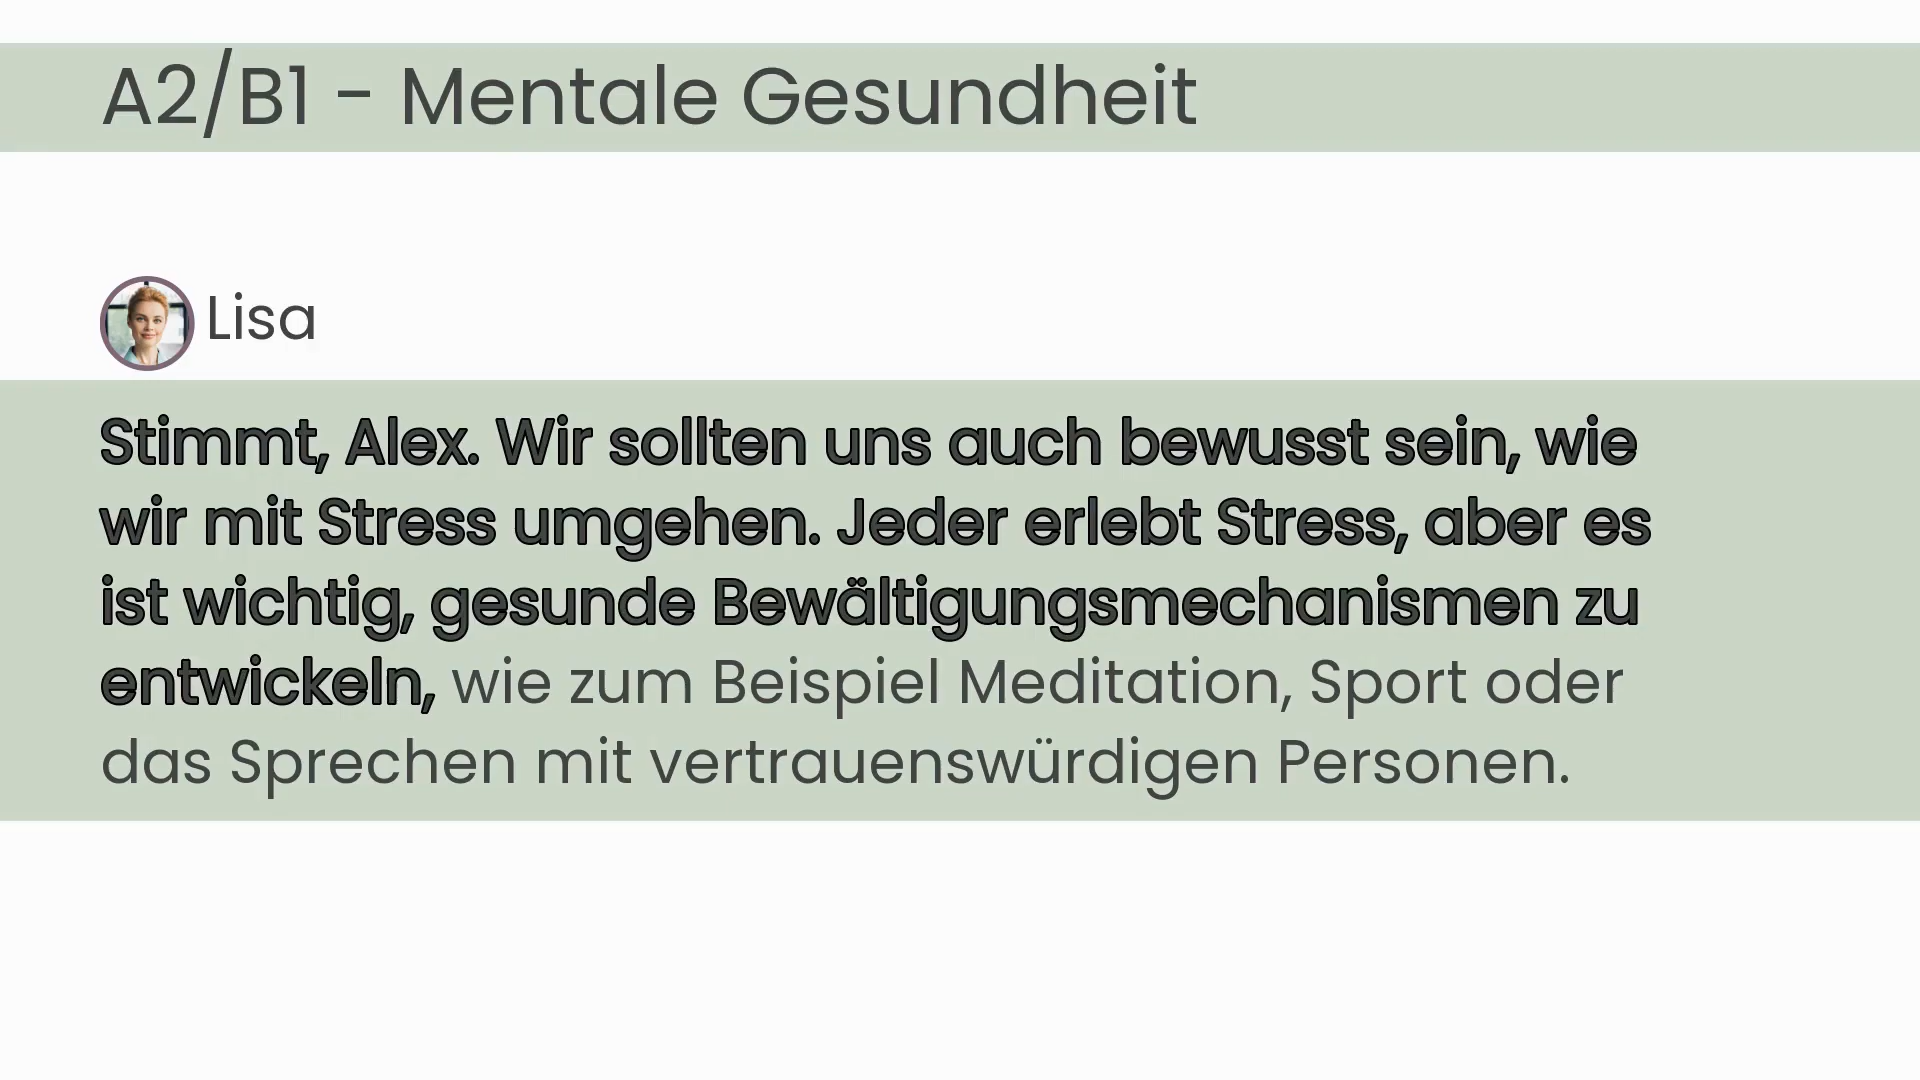 A2/B1 - Mentale Gesundheit
Lisa
Stimmt, Alex. Wir sollten uns auch bewusst sein, wie
wir mit Stress umgehen. Jeder erlebt Stress, aber es
ist wichtig, gesunde Bewältigungsmechanismen zu
entwickeln, wie zum Beispiel Meditation, Sport oder
das Sprechen mit vertrauenswürdigen Personen.